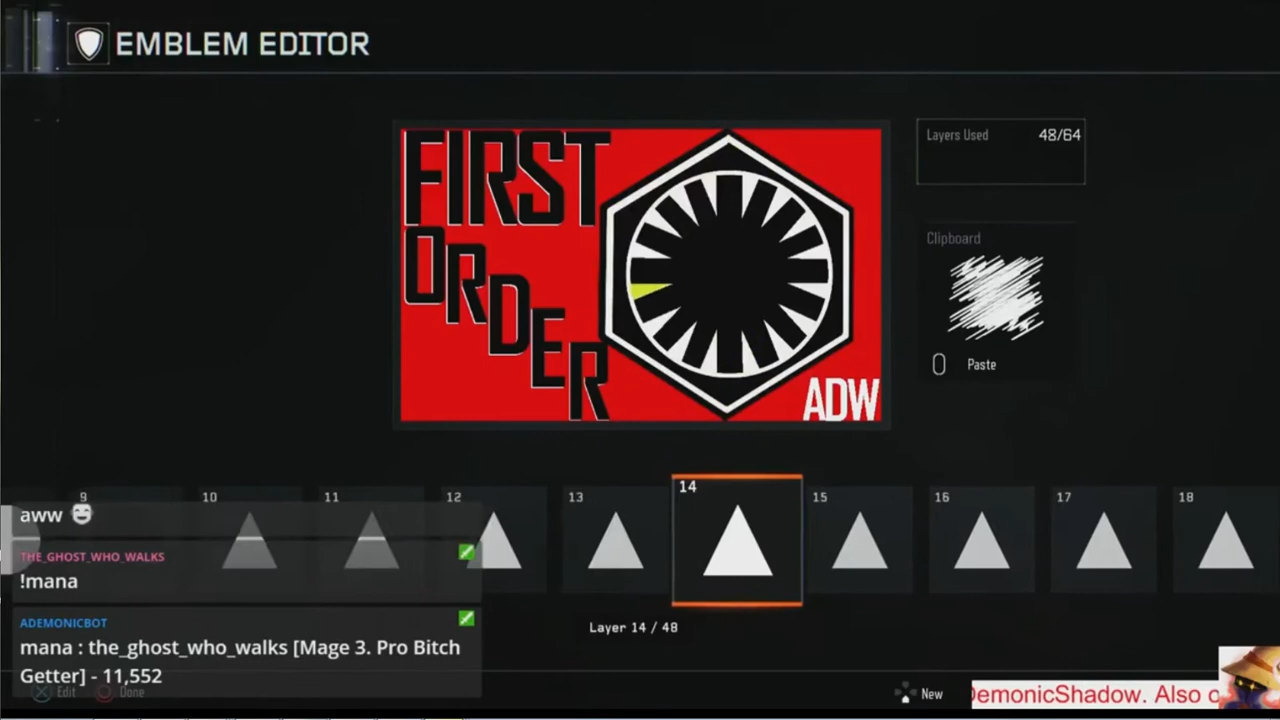 EMBLEM EDITOR
FIRST
ORDER
ADW
Layers Used 48/64
Clipboard
Paste
9 10 11 12 13 14 15 16 17 18
Layer 14 / 48
aww
THE_GHOST_WHO_WALKS
!mana
ADEMONICBOT
mana : the_ghost_who_walks [Mage 3. Pro Bitch
Getter] - 11,552
Edit Done
New
DemonicShadow. Also